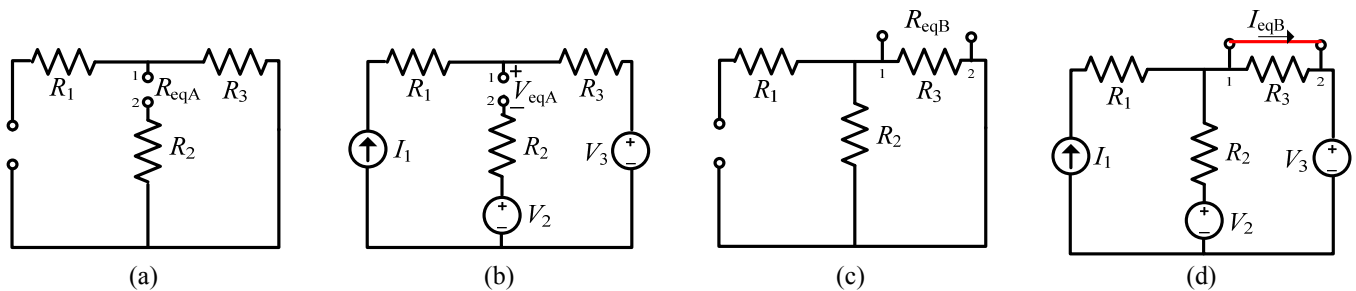 R1 1 ReqA R3
2
R2
(a)
R1 1 + VeqA R3
2 −
I1 R2 V3 + −
+ − V2
(b)
ReqB
R1 1 R3 2
R2
(c)
IeqB
R1 1 R3 2
I1 R2 V3 + −
+ − V2
(d)